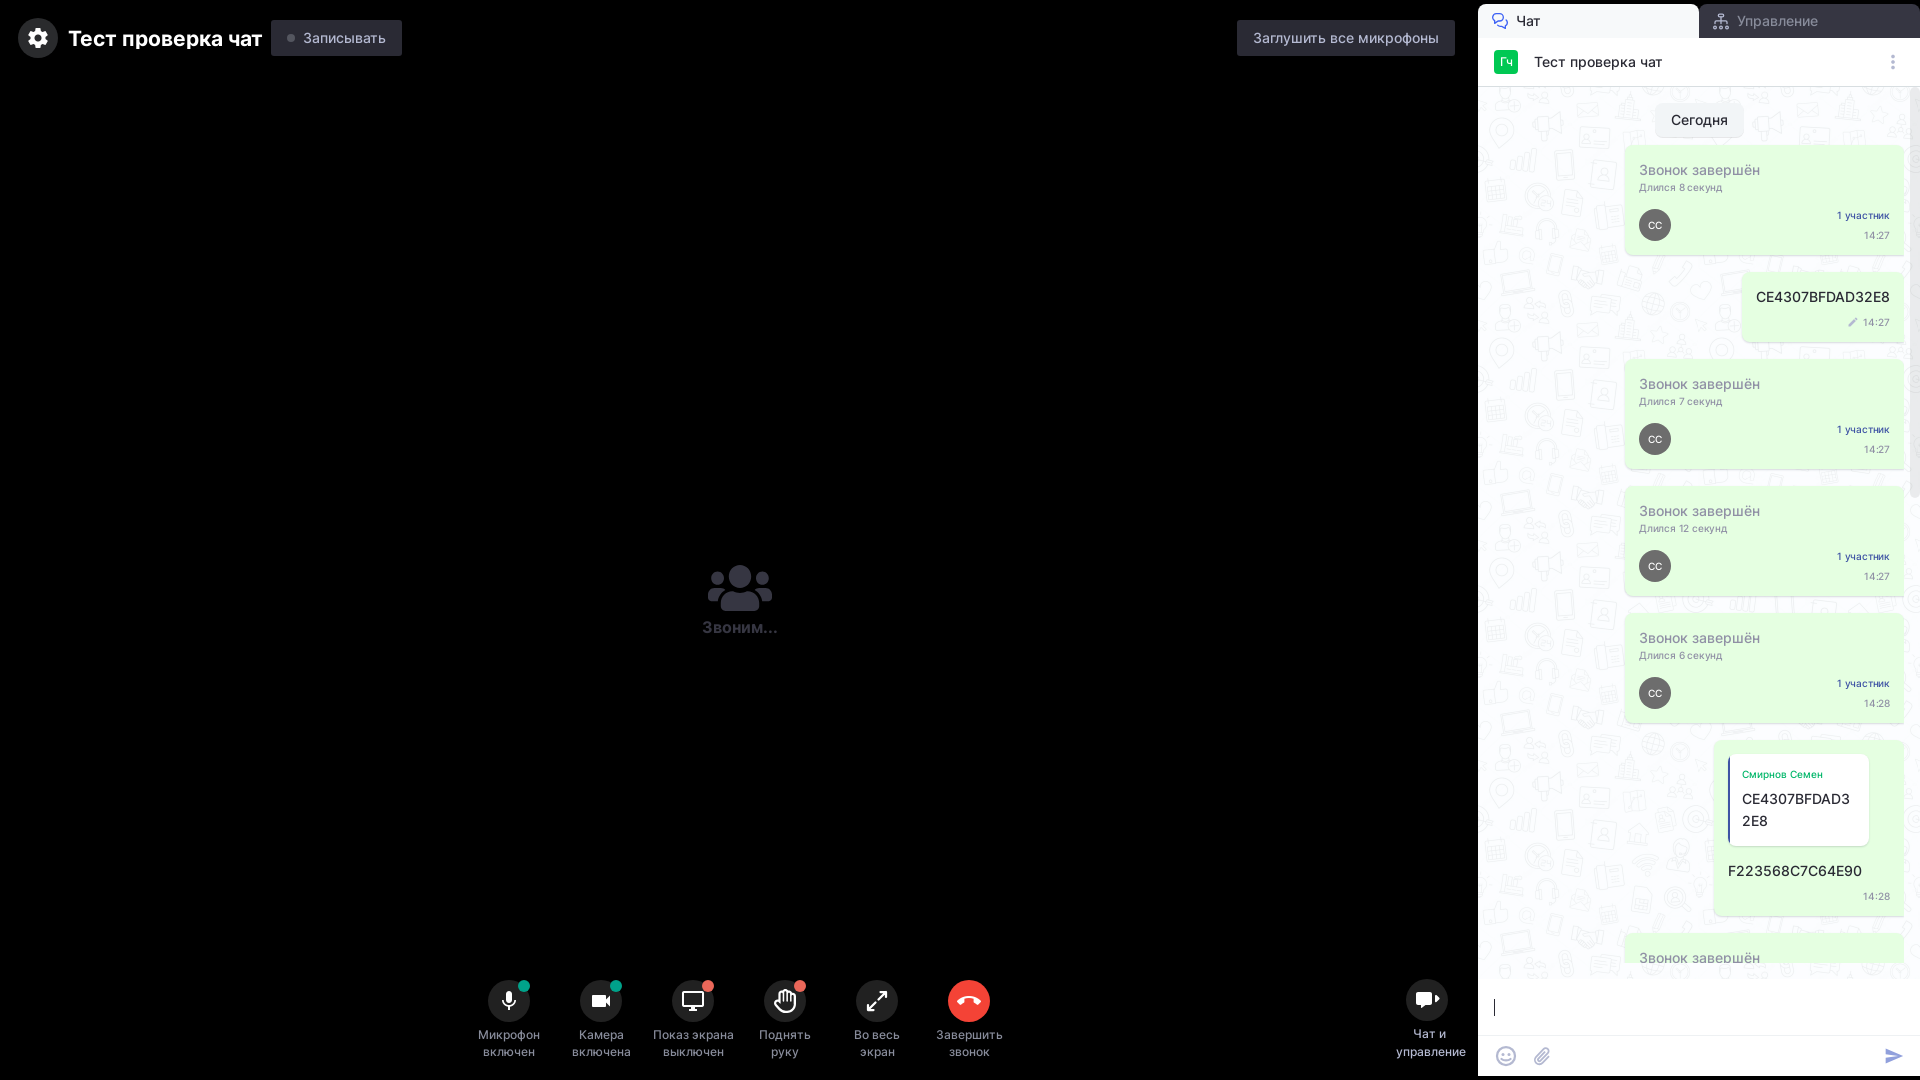 Тест проверка чат
Записывать
Заглушить все микрофоны
Чат
Управление
Гч
Тест проверка чат
Сегодня
Звонок завершён
Длился 8 секунд
СС
1 участник
14:27
CE4307BFDAD32E8
14:27
Звонок завершён
Длился 7 секунд
СС
1 участник
14:27
Звонок завершён
Длился 12 секунд
СС
1 участник
14:27
Звонок завершён
Длился 6 секунд
СС
1 участник
14:28
Смирнов Семен
CE4307BFDAD3
2E8
F223568C7C64E90
14:28
Звонок завершён
Звоним...
Микрофон
включен
Камера
включена
Показ экрана
выключен
Поднять
руку
Во весь
экран
Завершить
звонок
Чат и
управление